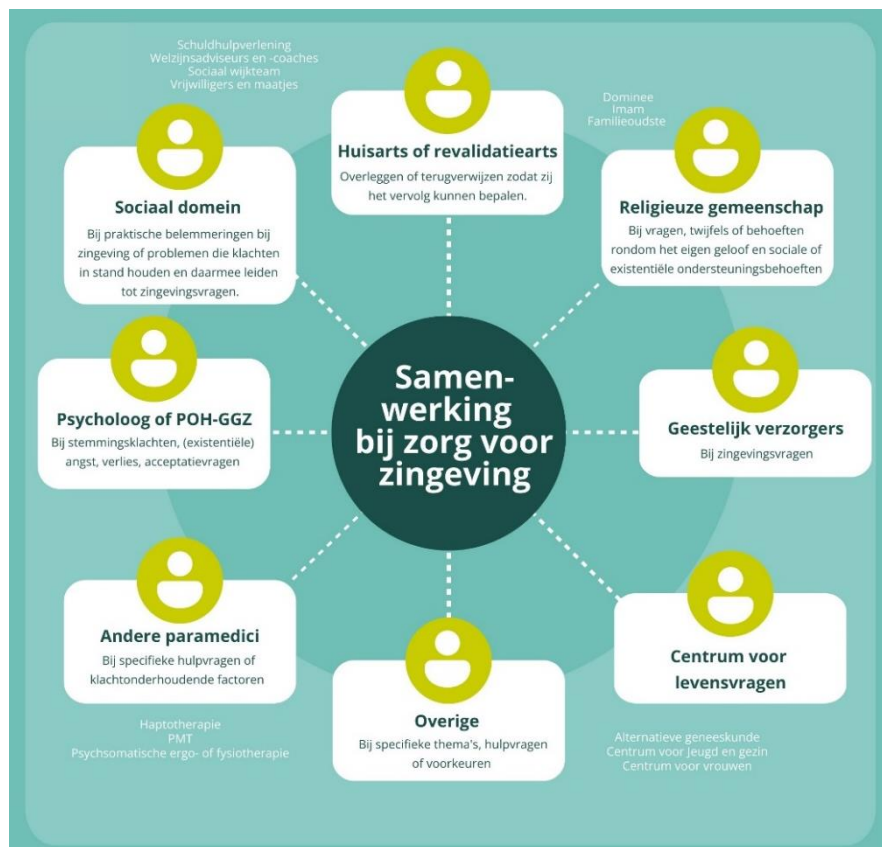 Schuldhulpverlening
Welzijnsadviseurs en -coaches
Sociaal wijkteam
Vrijwilligers en maatjes
Huisarts of revalidatiearts
Overleggen of terugverwijzen zodat zij
het vervolg kunnen bepalen.
Dominee
Imam
Familieoudste
Sociaal domein
Bij praktische belemmeringen bij
zingeving of problemen die klachten
in stand houden en daarmee leiden
tot zingevingsvragen.
Religieuze gemeenschap
Bij vragen, twijfels of behoeften
rondom het eigen geloof en sociale of
existentiële ondersteuningsbehoeften
Samen-
werking
bij zorg voor
zingeving
Psycholoog of POH-GGZ
Bij stemmingsklachten, (existentiële)
angst, verlies, acceptatievragen
Geestelijk verzorgers
Bij zingevingsvragen
Andere paramedici
Bij specifieke hulpvragen of
klachtonderhoudende factoren
Haptotherapie
PMT
Psychsomatische ergo- of fysiotherapie
Overige
Bij specifieke thema's, hulpvragen
of voorkeuren
Centrum voor
levensvragen
Alternatieve geneeskunde
Centrum voor Jeugd en gezin
Centrum voor vrouwen